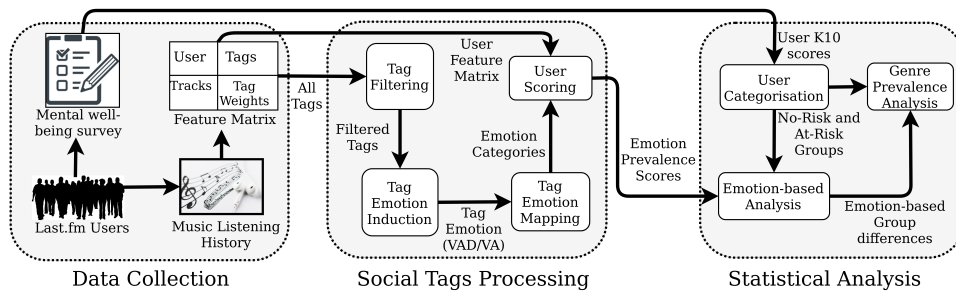 Mental well-
being survey
User
Tags
Tracks
Tag
Weights
Feature Matrix
Last.fm Users
Music Listening
History
Data Collection
All
Tags
Tag
Filtering
User
Feature
Matrix
User
Scoring
Filtered
Tags
Emotion
Categories
Tag
Emotion
Induction
Tag
Emotion
(VAD/VA)
Tag
Emotion
Mapping
Social Tags Processing
Emotion
Prevalence
Scores
User K10
scores
User
Categorisation
Genre
Prevalence
Analysis
No-Risk and
At-Risk
Groups
Emotion-based
Analysis
Emotion-based
Group
differences
Statistical Analysis